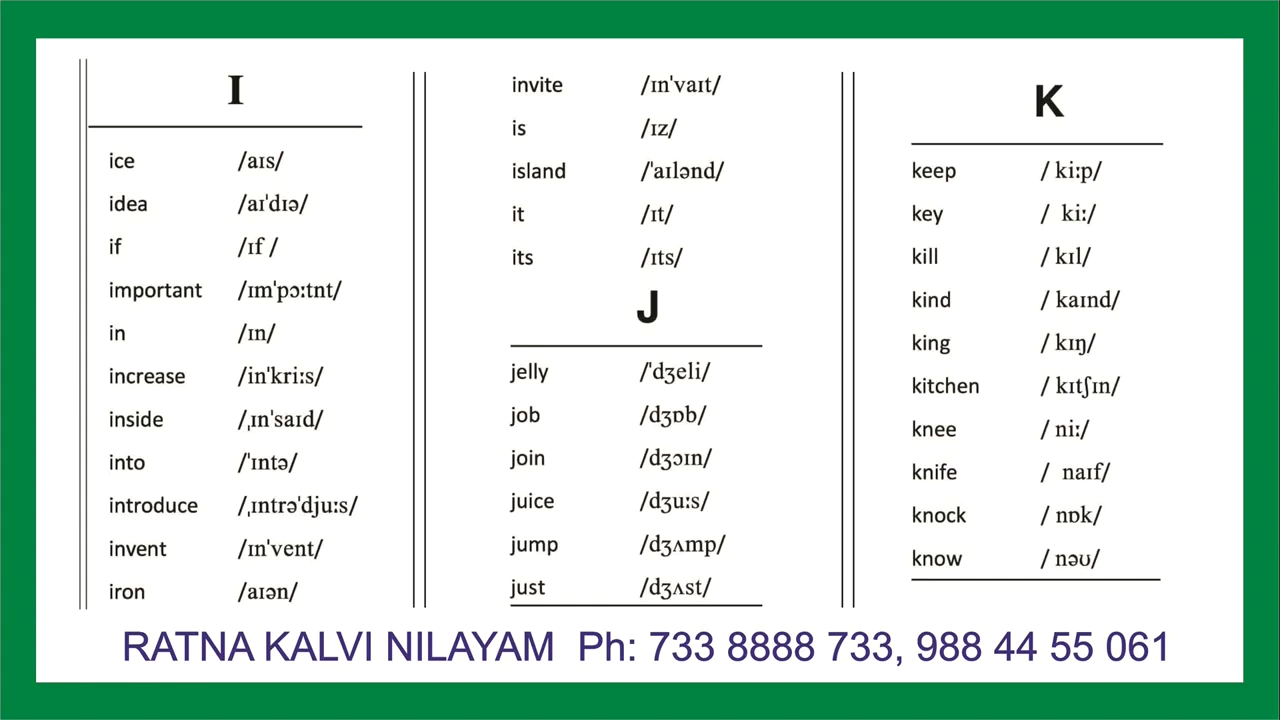 I
ice /aɪs/
idea /aɪˈdɪə/
if /ɪf /
important /ɪmˈpɔːtnt/
in /ɪn/
increase /inˈkriːs/
inside /ˌɪnˈsaɪd/
into /ˈɪntə/
introduce /ˌɪntrəˈdjuːs/
invent /ɪnˈvent/
iron /aɪən/
invite /ɪnˈvaɪt/
is /ɪz/
island /ˈaɪlənd/
it /ɪt/
its /ɪts/
J
jelly /ˈdʒeli/
job /dʒɒb/
join /dʒɔɪn/
juice /dʒuːs/
jump /dʒʌmp/
just /dʒʌst/
K
keep / kiːp/
key / kiː/
kill / kɪl/
kind / kaɪnd/
king / kɪŋ/
kitchen / kɪtʃɪn/
knee / niː/
knife / naɪf/
knock / nɒk/
know / nəʊ/
RATNA KALVI NILAYAM Ph: 733 8888 733, 988 44 55 061